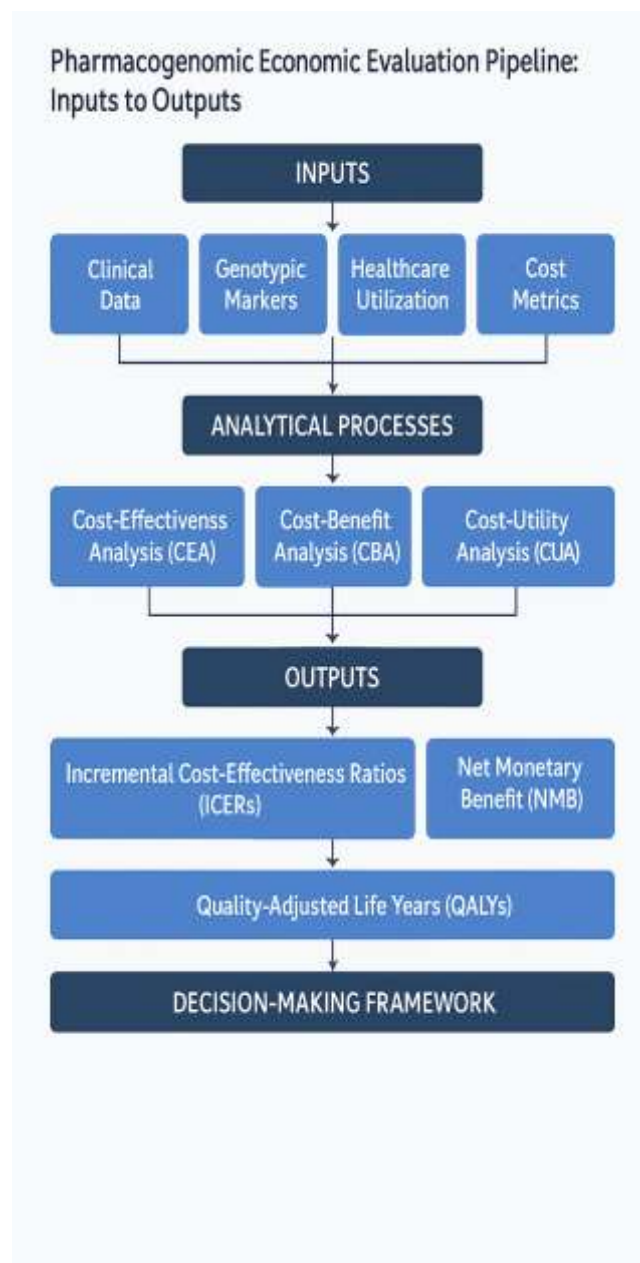 Pharmacogenomic Economic Evaluation Pipeline:
Inputs to Outputs
INPUTS
Clinical
Data
Genotypic
Markers
Healthcare
Utilization
Cost
Metrics
ANALYTICAL PROCESSES
Cost-Effectivenss
Analysis (CEA)
Cost-Benefit
Analysis (CBA)
Cost-Utility
Analysis (CUA)
OUTPUTS
Incremental Cost-Effectiveness Ratios
(ICERs)
Net Monetary
Benefit (NMB)
Quality-Adjusted Life Years (QALYs)
DECISION-MAKING FRAMEWORK